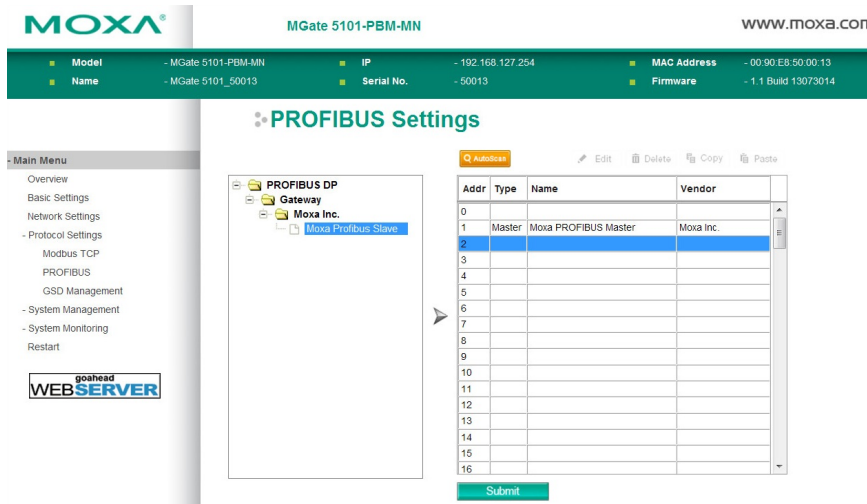 MOXA®
MGate 5101-PBM-MN
www.moxa.com
Model - MGate 5101-PBM-MN IP - 192.168.127.254 MAC Address - 00:90:E8:50:00:13
Name - MGate 5101_50013 Serial No. - 50013 Firmware - 1.1 Build 13073014
PROFIBUS Settings
- Main Menu
Overview
Basic Settings
Network Settings
- Protocol Settings
Modbus TCP
PROFIBUS
GSD Management
- System Management
- System Monitoring
Restart
goahead
WEBSERVER
PROFIBUS DP
Gateway
Moxa Inc.
Moxa Profibus Slave
AutoScan Edit Delete Copy Paste
Addr Type Name Vendor
0
1 Master Moxa PROFIBUS Master Moxa Inc.
2
3
4
5
6
7
8
9
10
11
12
13
14
15
16
Submit